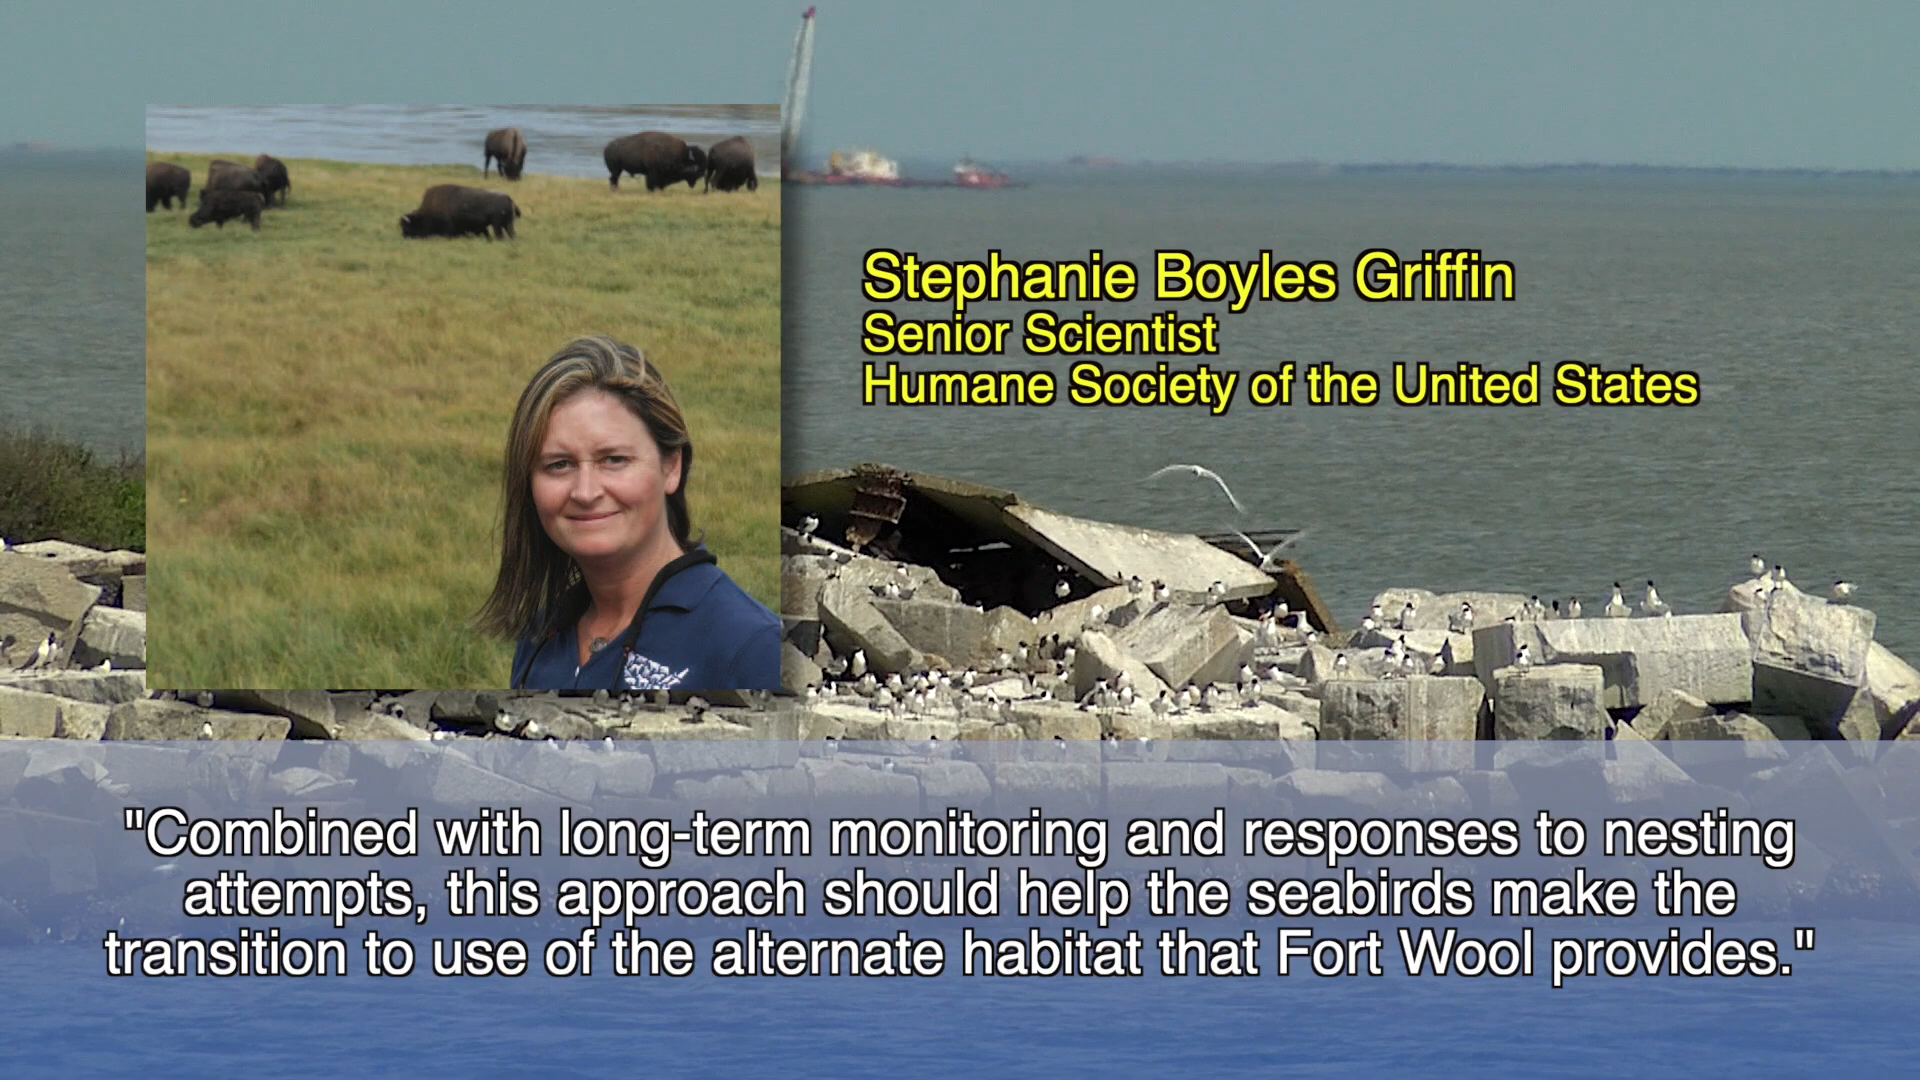 Stephanie Boyles Griffin
Senior Scientist
Humane Society of the United States
"Combined with long-term monitoring and responses to nesting
attempts, this approach should help the seabirds make the
transition to use of the alternate habitat that Fort Wool provides."